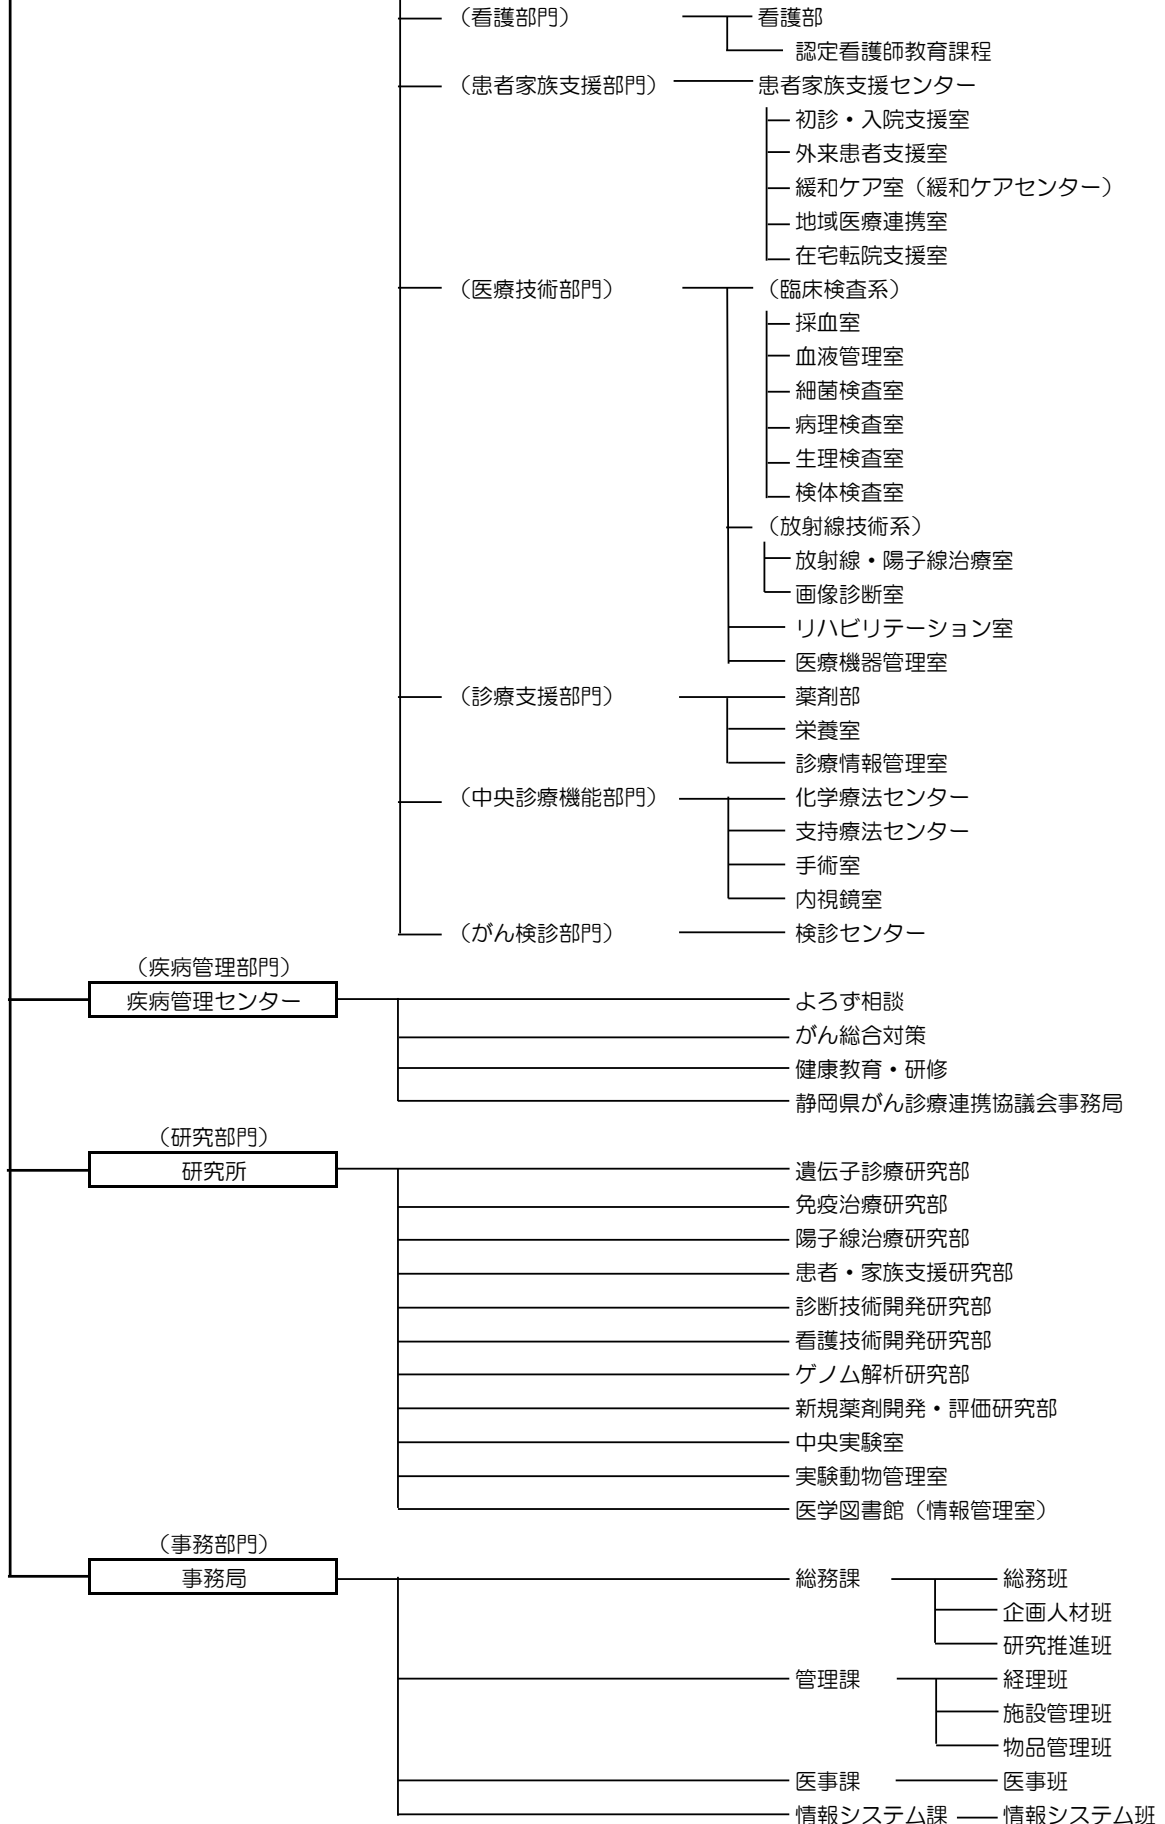 （看護部門） 看護部
認定看護師教育課程
（患者家族支援部門） 患者家族支援センター
初診・入院支援室
外来患者支援室
緩和ケア室（緩和ケアセンター）
地域医療連携室
在宅転院支援室
（医療技術部門） （臨床検査系）
採血室
血液管理室
細菌検査室
病理検査室
生理検査室
検体検査室
（放射線技術系）
放射線・陽子線治療室
画像診断室
リハビリテーション室
医療機器管理室
（診療支援部門） 薬剤部
栄養室
診療情報管理室
（中央診療機能部門） 化学療法センター
支持療法センター
手術室
内視鏡室
（がん検診部門） 検診センター
（疾病管理部門）
疾病管理センター よろず相談
がん総合対策
健康教育・研修
静岡県がん診療連携協議会事務局
（研究部門）
研究所 遺伝子診療研究部
免疫治療研究部
陽子線治療研究部
患者・家族支援研究部
診断技術開発研究部
看護技術開発研究部
ゲノム解析研究部
新規薬剤開発・評価研究部
中央実験室
実験動物管理室
医学図書館（情報管理室）
（事務部門）
事務局 総務課 総務班
企画人材班
研究推進班
管理課 経理班
施設管理班
物品管理班
医事課 医事班
情報システム課 情報システム班